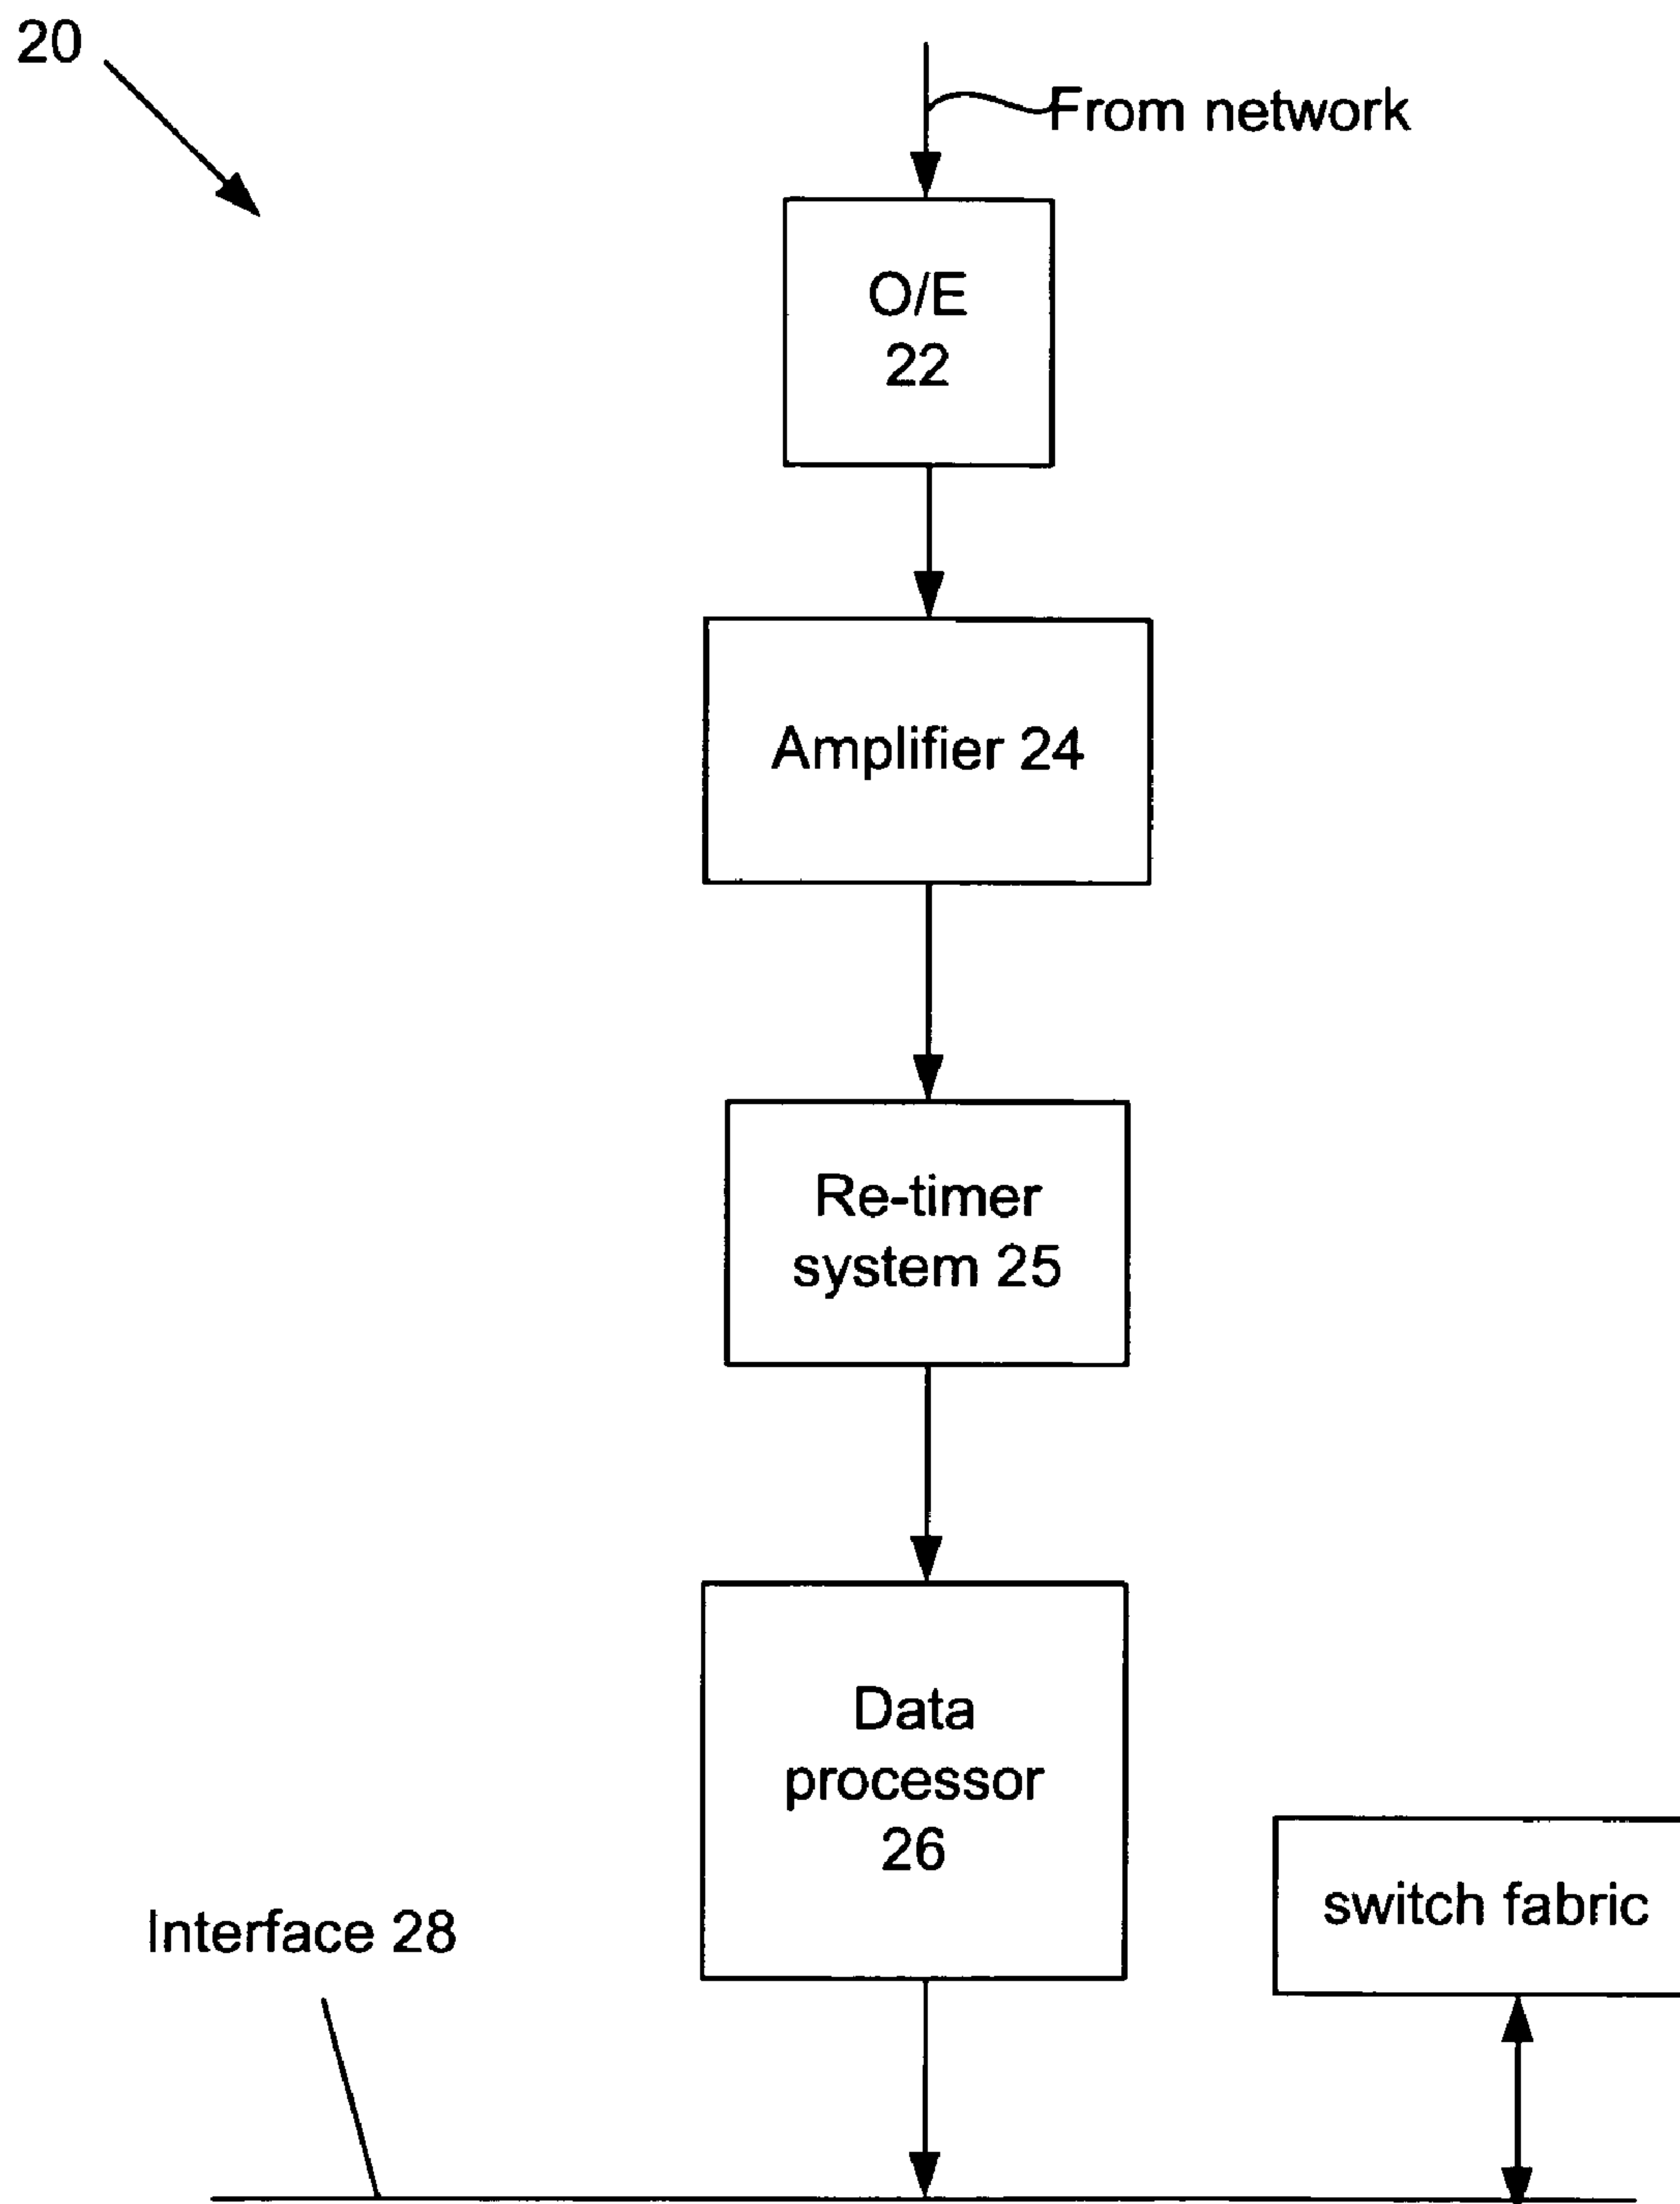 20
From network
O/E
22
Amplifier 24
Re-timer
system 25
Data
processor
26
switch fabric
Interface 28